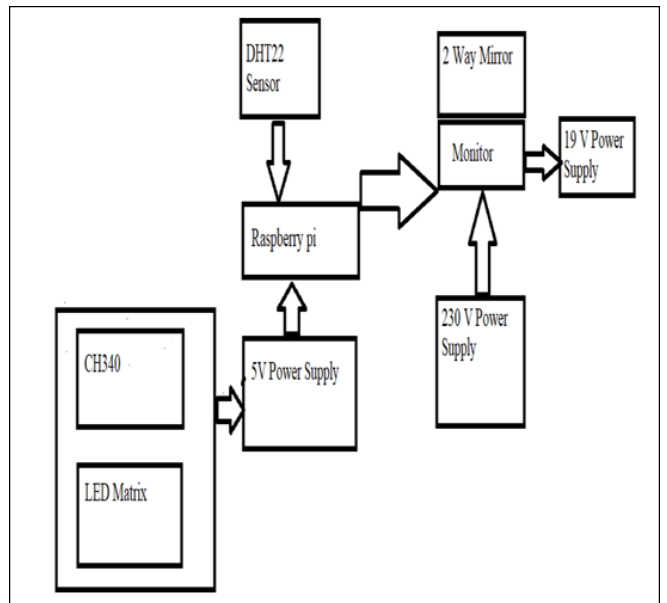 DHT22
Sensor
2 Way Mirror
Monitor
19 V Power
Supply
Raspberry pi
230 V Power
Supply
5V Power Supply
CH340
LED Matrix